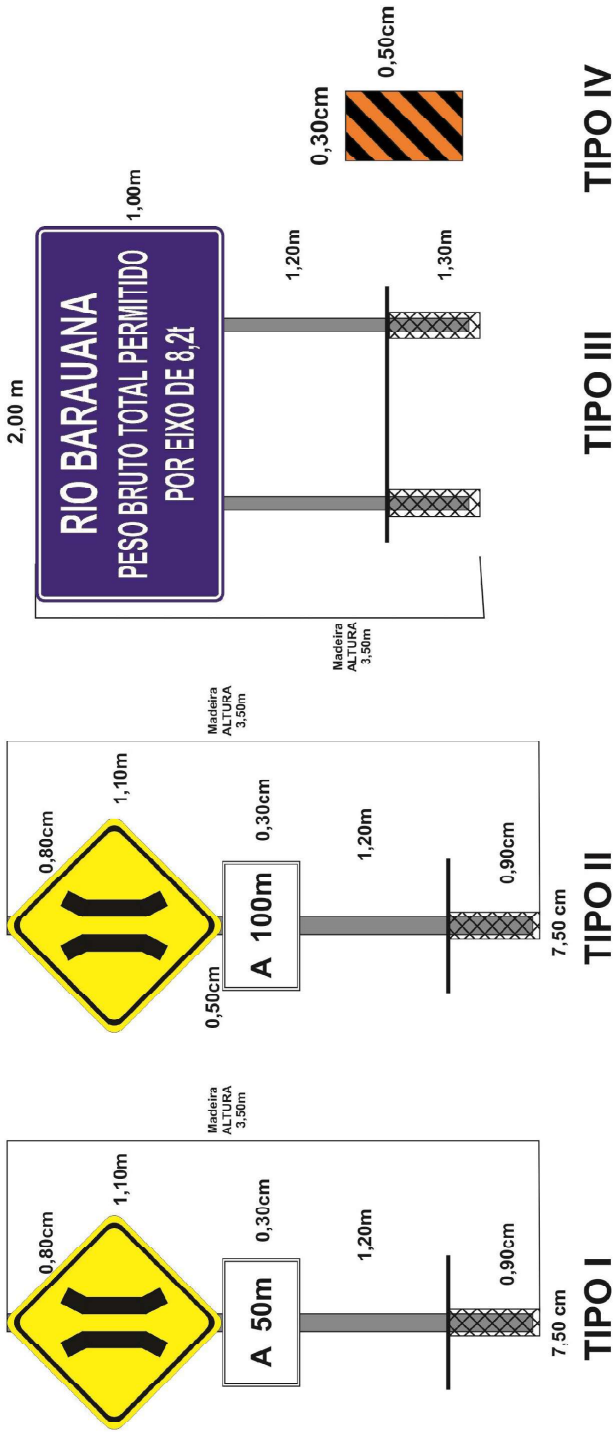 0,80cm
1,10m
A 50m
0,30cm
1,20m
0,90cm
7,50 cm
Madeira
ALTURA
3,50m
TIPO I
0,80cm
1,10m
0,50cm
A 100m
0,30cm
1,20m
0,90cm
7,50 cm
Madeira
ALTURA
3,50m
TIPO II
2,00 m
RIO BARAUANA
PESO BRUTO TOTAL PERMITIDO
POR EIXO DE 8,2t
1,00m
1,20m
1,30m
Madeira
ALTURA
3,50m
TIPO III
0,30cm
0,50cm
TIPO IV